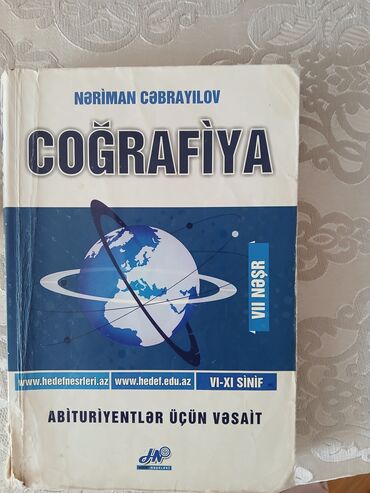 NƏRİMAN CƏBRAYILOV
COĞRAFİYA
VII NƏŞR
www.hedefnesrleri.az www.hedef.edu.az VI-XI SİNİF
ABİTURİYENTLƏR ÜÇÜN VƏSAİT